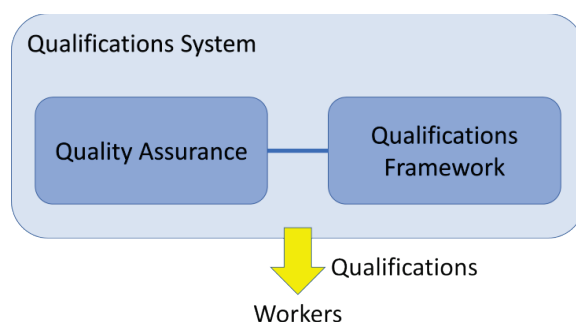 Qualifications System
Quality Assurance
Qualifications
Framework
Qualifications
Workers